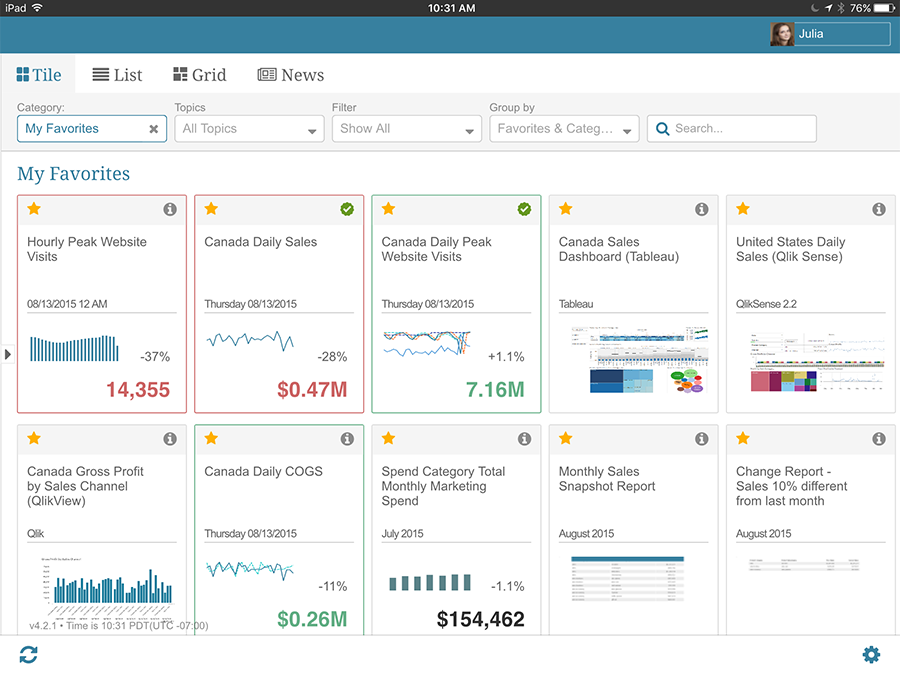 iPad
10:31 AM
76%
Julia
Tile
List
Grid
News
Category:
Topics
Filter
Group by
My Favorites
All Topics
Show All
Favorites & Categ...
Search...
My Favorites
Hourly Peak Website
Visits
08/13/2015 12 AM
-37%
14,355
Canada Daily Sales
Thursday 08/13/2015
-28%
$0.47M
Canada Daily Peak
Website Visits
Thursday 08/13/2015
+1.1%
7.16M
Canada Sales
Dashboard (Tableau)
Tableau
United States Daily
Sales (Qlik Sense)
QlikSense 2.2
Canada Gross Profit
by Sales Channel
(QlikView)
Qlik
Canada Daily COGS
Thursday 08/13/2015
-11%
$0.26M
Spend Category Total
Monthly Marketing
Spend
July 2015
-1.1%
$154,462
Monthly Sales
Snapshot Report
August 2015
Change Report -
Sales 10% different
from last month
August 2015
v4.2.1 • Time is 10:31 PDT(UTC -07:00)